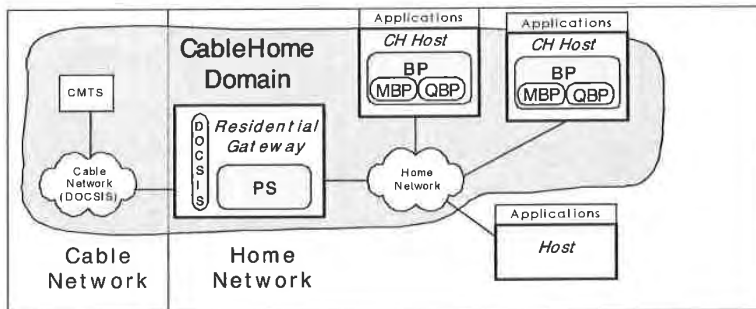 Applications
CH Host
BP
MBP QBP
Applications
CH Host
BP
MBP QBP
CableHome
Domain
CMTS
DOCSIS
Residential
Gateway
PS
Cable
Network
(DOCSIS)
Home
Network
Applications
Host
Cable
Network
Home
Network